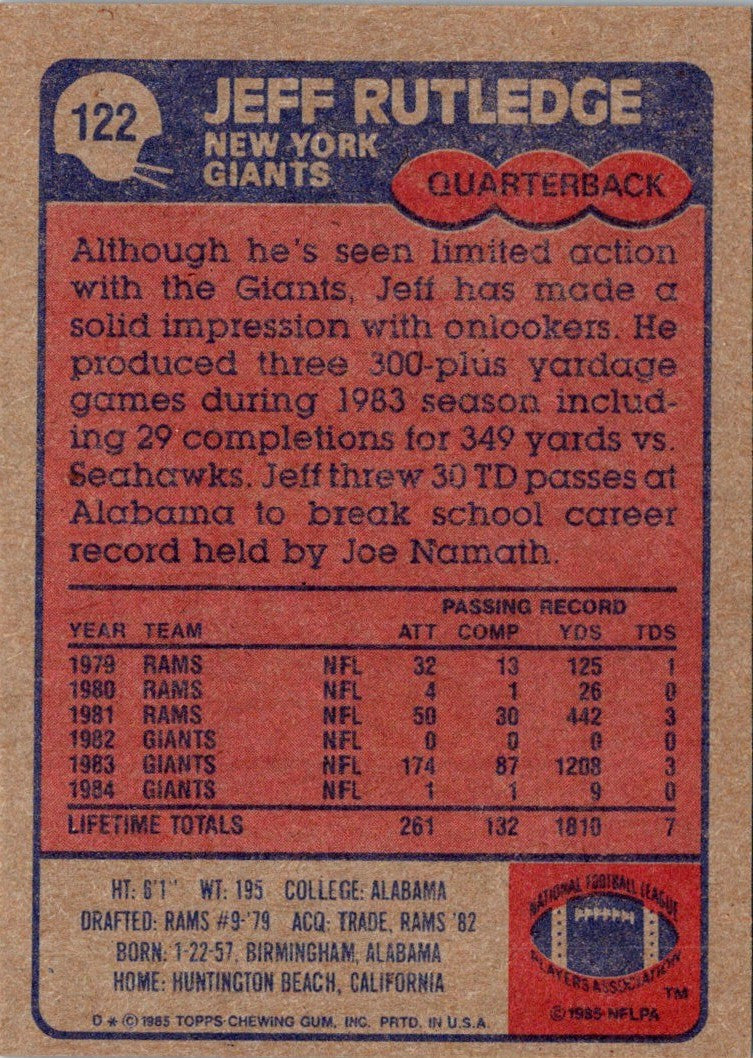 122
JEFF RUTLEDGE
NEW YORK
GIANTS
QUARTERBACK
Although he's seen limited action
with the Giants, Jeff has made a
solid impression with onlookers. He
produced three 300-plus yardage
games during 1983 season includ-
ing 29 completions for 349 yards vs.
Seahawks. Jeff threw 30 TD passes at
Alabama to break school career
record held by Joe Namath.
PASSING RECORD
YEAR TEAM ATT COMP YDS TDS
1979 RAMS NFL 32 13 125 1
1980 RAMS NFL 4 1 26 0
1981 RAMS NFL 50 30 442 3
1982 GIANTS NFL 0 0 0 0
1983 GIANTS NFL 174 87 1208 3
1984 GIANTS NFL 1 1 9 0
LIFETIME TOTALS 261 132 1810 7
HT: 6'1" WT: 195 COLLEGE: ALABAMA
DRAFTED: RAMS #9-'79 ACQ: TRADE, RAMS '82
BORN: 1-22-57, BIRMINGHAM, ALABAMA
HOME: HUNTINGTON BEACH, CALIFORNIA
D * © 1985 TOPPS CHEWING GUM, INC. PRTD. IN U.S.A.
NATIONAL FOOTBALL LEAGUE
PLAYERS ASSOCIATION
TM
© 1985 NFLPA